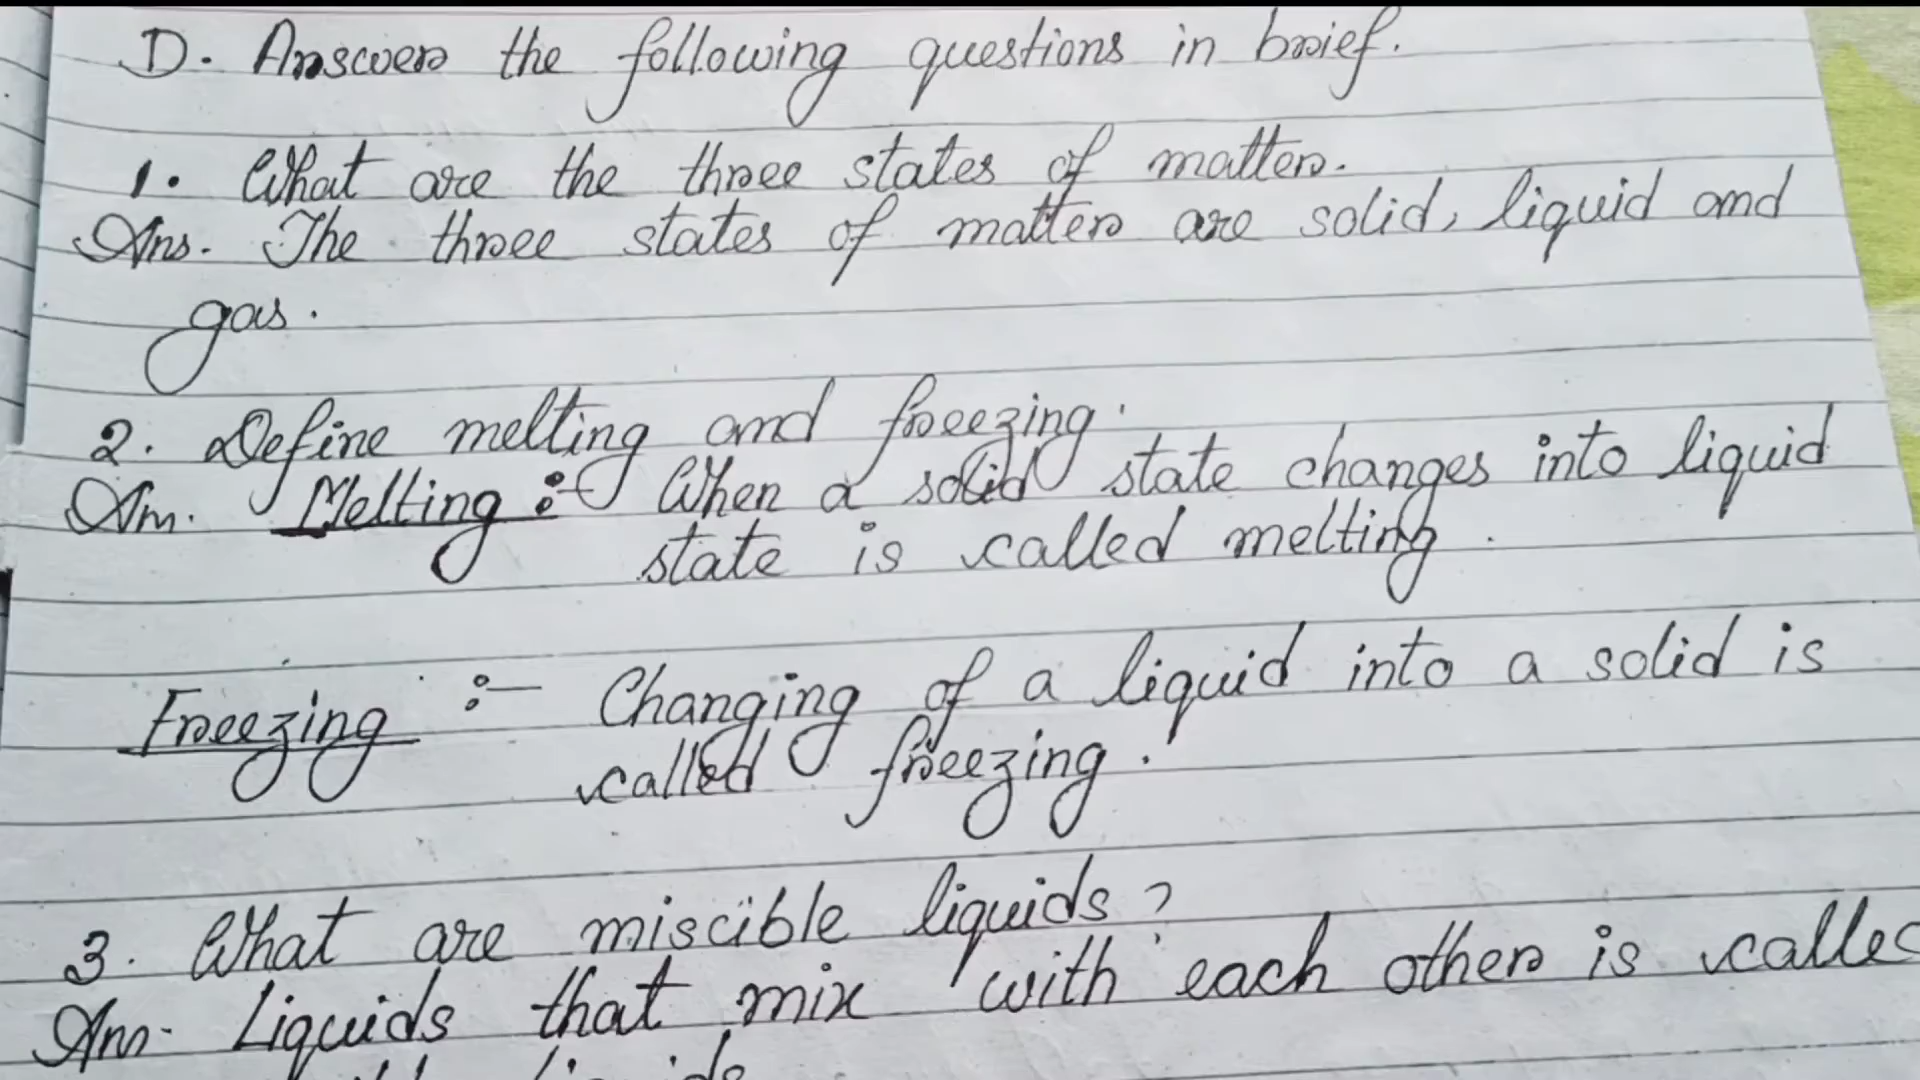 D. Answer the following questions in brief.
1. What are the three states of matter.
Ans. The three states of matter are solid, liquid and
gas.
2. Define melting and freezing.
Ans. Melting :- When a solid state changes into liquid
state is called melting.
Freezing :- Changing of a liquid into a solid is
called freezing.
3. What are miscible liquids?
Ans- Liquids that mix with each other is called